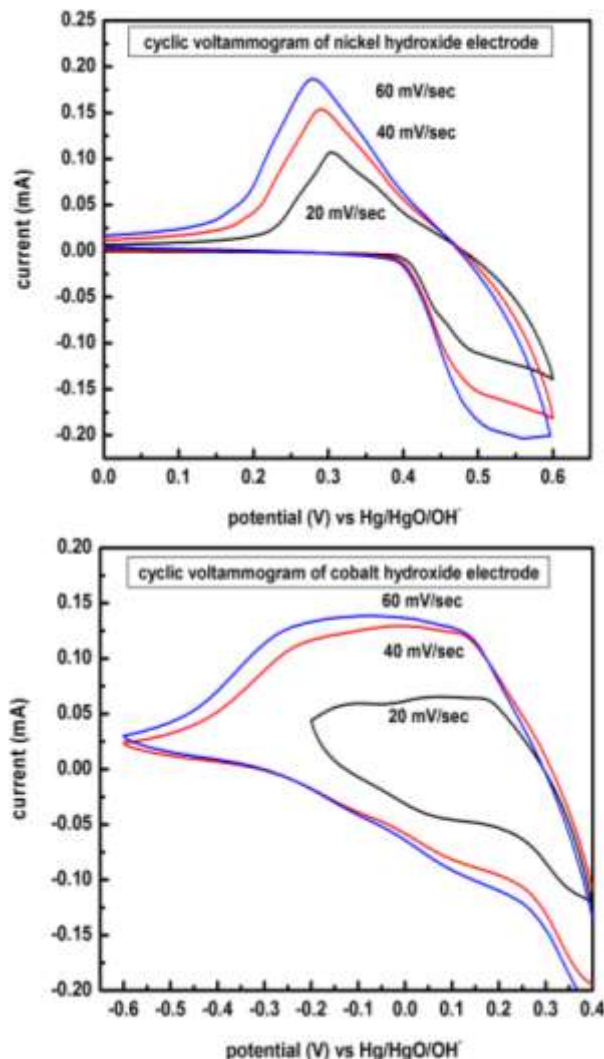 cyclic voltammogram of nickel hydroxide electrode
60 mV/sec
40 mV/sec
20 mV/sec
current (mA)
0.25
0.20
0.15
0.10
0.05
0.00
-0.05
-0.10
-0.15
-0.20
0.0 0.1 0.2 0.3 0.4 0.5 0.6
potential (V) vs Hg/HgO/OH-
cyclic voltammogram of cobalt hydroxide electrode
60 mV/sec
40 mV/sec
20 mV/sec
current (mA)
0.20
0.15
0.10
0.05
0.00
-0.05
-0.10
-0.15
-0.20
-0.6 -0.5 -0.4 -0.3 -0.2 -0.1 0.0 0.1 0.2 0.3 0.4
potential (V) vs Hg/HgO/OH-